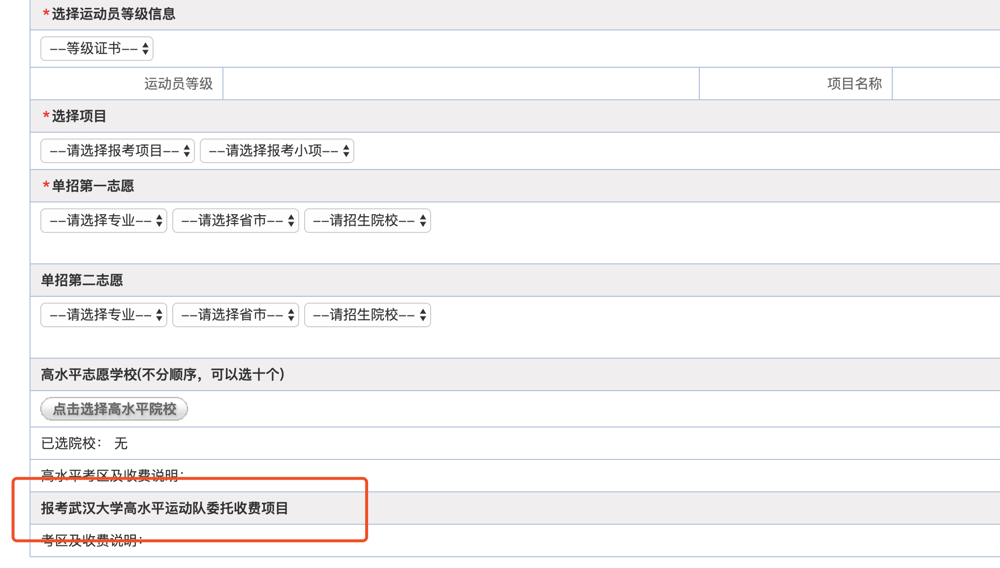 *选择运动员等级信息
--等级证书--
运动员等级 项目名称
*选择项目
--请选择报考项目-- --请选择报考小项--
*单招第一志愿
--请选择专业-- --请选择省市-- --请招生院校--
单招第二志愿
--请选择专业-- --请选择省市-- --请招生院校--
高水平志愿学校(不分顺序，可以选十个)
点击选择高水平院校
已选院校： 无
高水平考区及收费说明：
报考武汉大学高水平运动队委托收费项目
考区及收费说明：